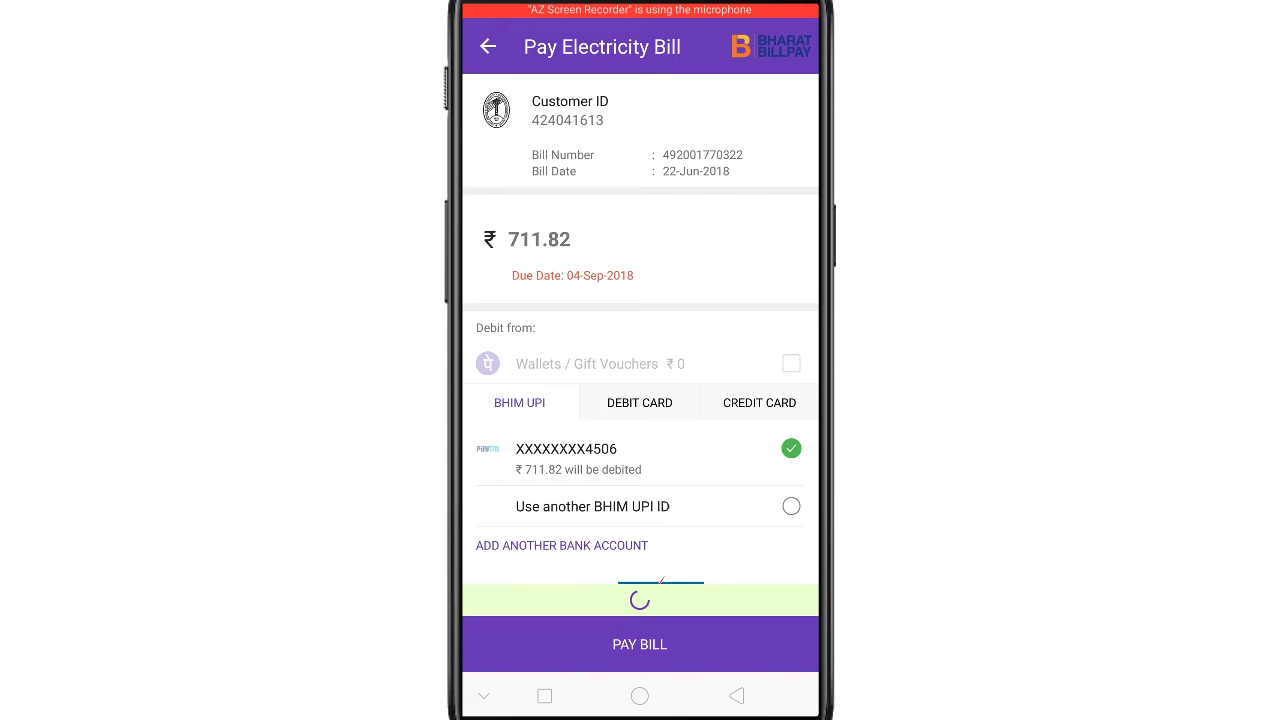 "AZ Screen Recorder" is using the microphone
Pay Electricity Bill
B BHARAT BILLPAY
Customer ID
424041613
Bill Number : 492001770322
Bill Date : 22-Jun-2018
₹ 711.82
Due Date: 04-Sep-2018
Debit from:
पे Wallets / Gift Vouchers ₹ 0
BHIM UPI DEBIT CARD CREDIT CARD
paytm XXXXXXXX4506
₹ 711.82 will be debited
Use another BHIM UPI ID
ADD ANOTHER BANK ACCOUNT
PAY BILL